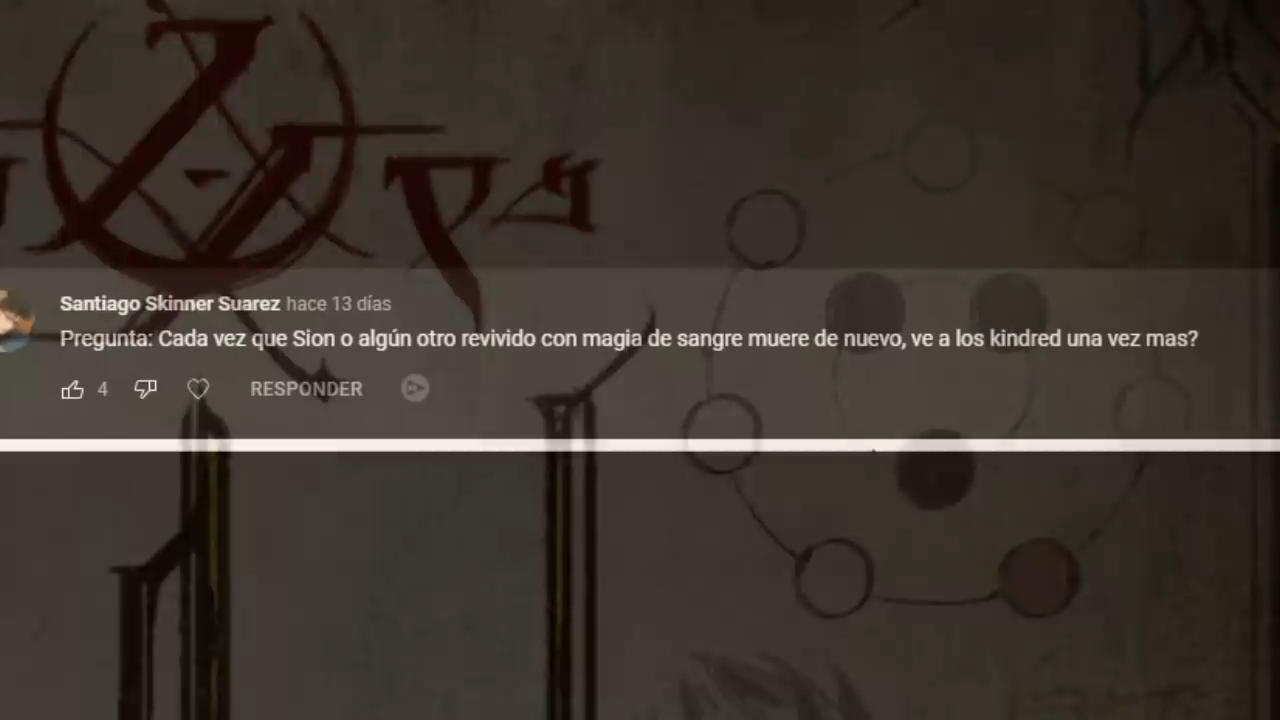 Santiago Skinner Suarez hace 13 días
Pregunta: Cada vez que Sion o algún otro revivido con magia de sangre muere de nuevo, ve a los kindred una vez mas?
4 RESPONDER